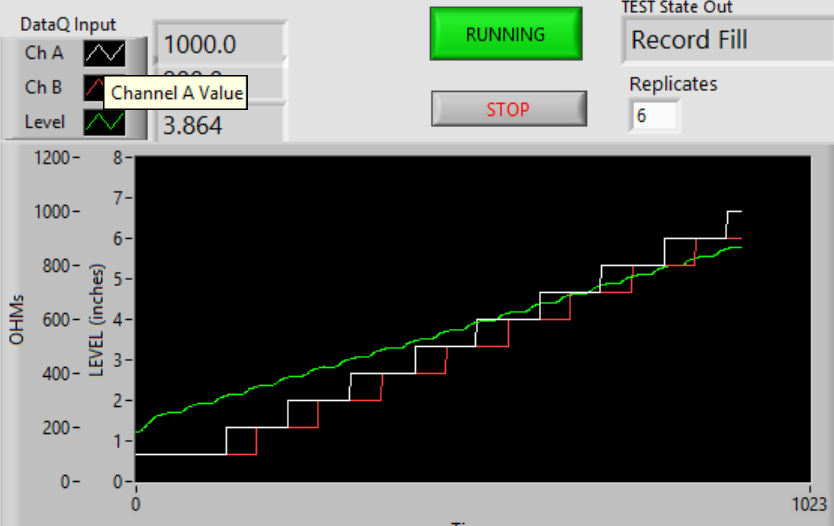 DataQ Input
Ch A
1000.0
Ch B
Channel A Value
Level
3.864
RUNNING
STOP
TEST State Out
Record Fill
Replicates
6
OHMs
1200-
1000-
800-
600-
400-
200-
0-
LEVEL (inches)
8-
7-
6-
5-
4-
3-
2-
1-
0-
0
1023